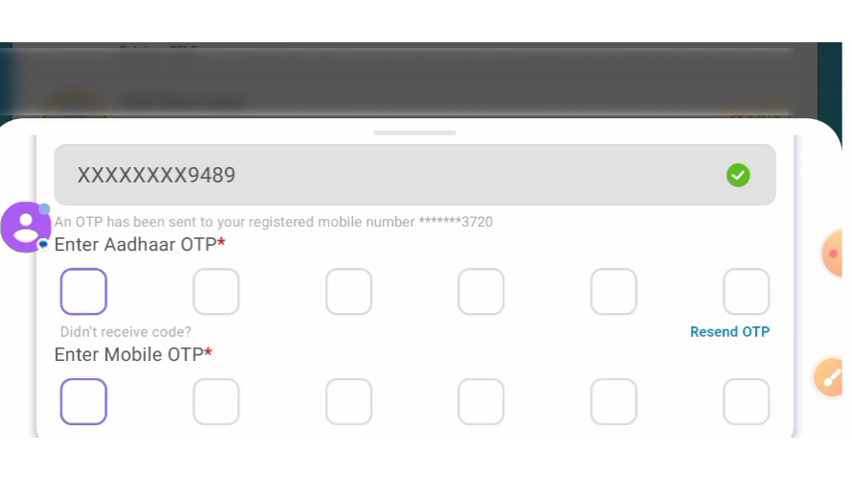 XXXXXXXX9489
An OTP has been sent to your registered mobile number *******3720
Enter Aadhaar OTP*
Didn't receive code?
Resend OTP
Enter Mobile OTP*